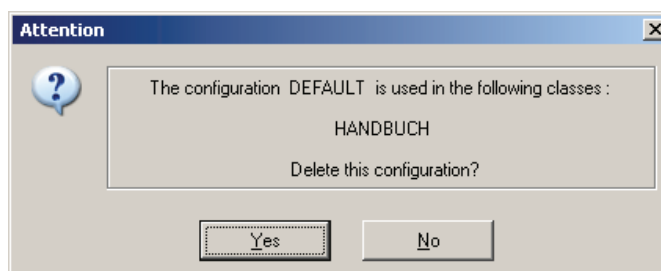 Attention
The configuration DEFAULT is used in the following classes :
HANDBUCH
Delete this configuration?
Yes No